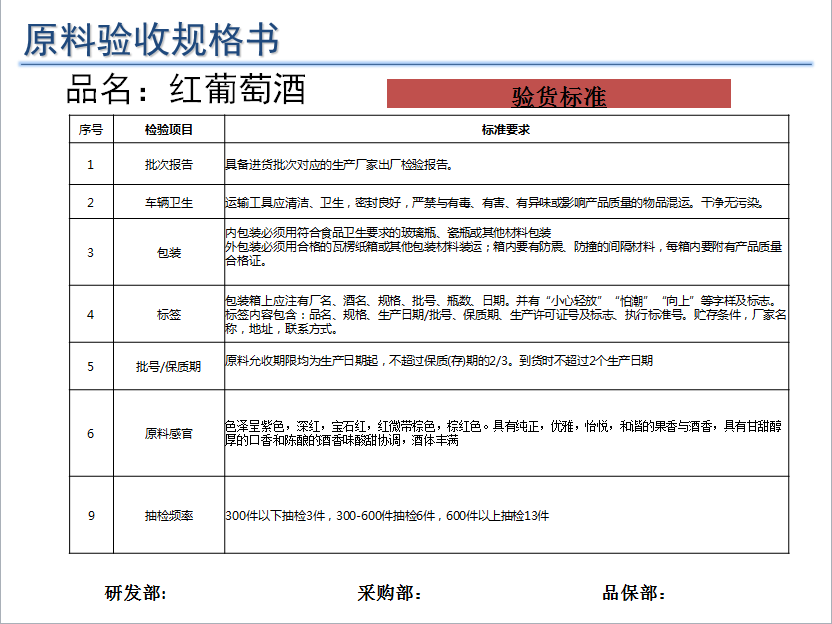 原料验收规格书
品名：红葡萄酒
验货标准
序号 检验项目 标准要求
1 批次报告 具备进货批次对应的生产厂家出厂检验报告。
2 车辆卫生 运输工具应清洁、卫生，密封良好，严禁与有毒、有害、有异味或影响产品质量的物品混运。干净无污染。
3 包装 内包装必须用符合食品卫生要求的玻璃瓶、瓷瓶或其他材料包装
外包装必须用合格的瓦楞纸箱或其他包装材料装运；箱内要有防震、防撞的间隔材料，每箱内要附有产品质量
合格证。
4 标签 包装箱上应注有厂名、酒名、规格、批号、瓶数、日期。并有“小心轻放”“怕潮”“向上”等字样及标志。
标签内容包含：品名、规格、生产日期/批号、保质期、生产许可证号及标志、执行标准号。贮存条件，厂家名
称，地址，联系方式。
5 批号/保质期 原料允收期限均为生产日期起，不超过保质(存)期的2/3。到货时不超过2个生产日期
6 原料感官 色泽呈紫色，深红，宝石红，红微带棕色，棕红色。具有纯正，优雅，怡悦，和谐的果香与酒香，具有甘甜醇
厚的口香和陈酿的酒香味酸甜协调，酒体丰满
9 抽检频率 300件以下抽检3件，300-600件抽检6件，600件以上抽检13件
研发部: 采购部： 品保部：